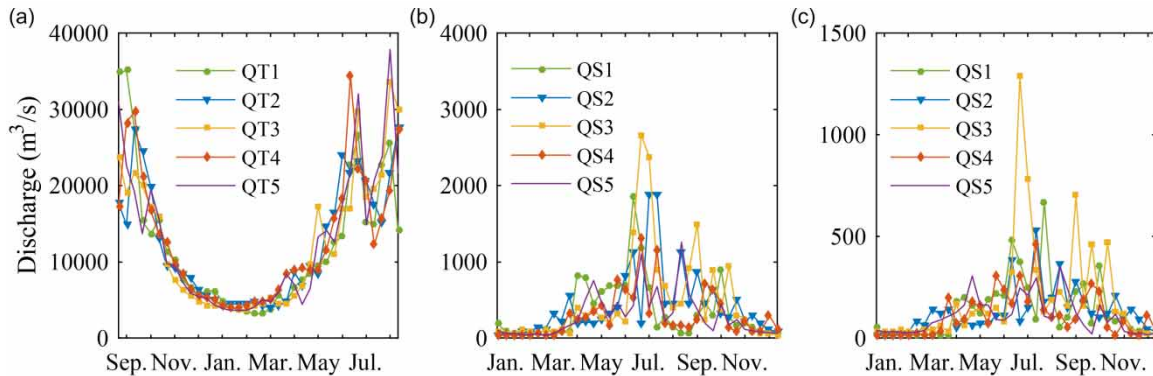 (a)
Discharge (m³/s)
40000
30000
20000
10000
0
QT1
QT2
QT3
QT4
QT5
Sep. Nov. Jan. Mar. May Jul.
(b)
4000
3000
2000
1000
0
QS1
QS2
QS3
QS4
QS5
Jan. Mar. May Jul. Sep. Nov.
(c)
1500
1000
500
0
QS1
QS2
QS3
QS4
QS5
Jan. Mar. May Jul. Sep. Nov.